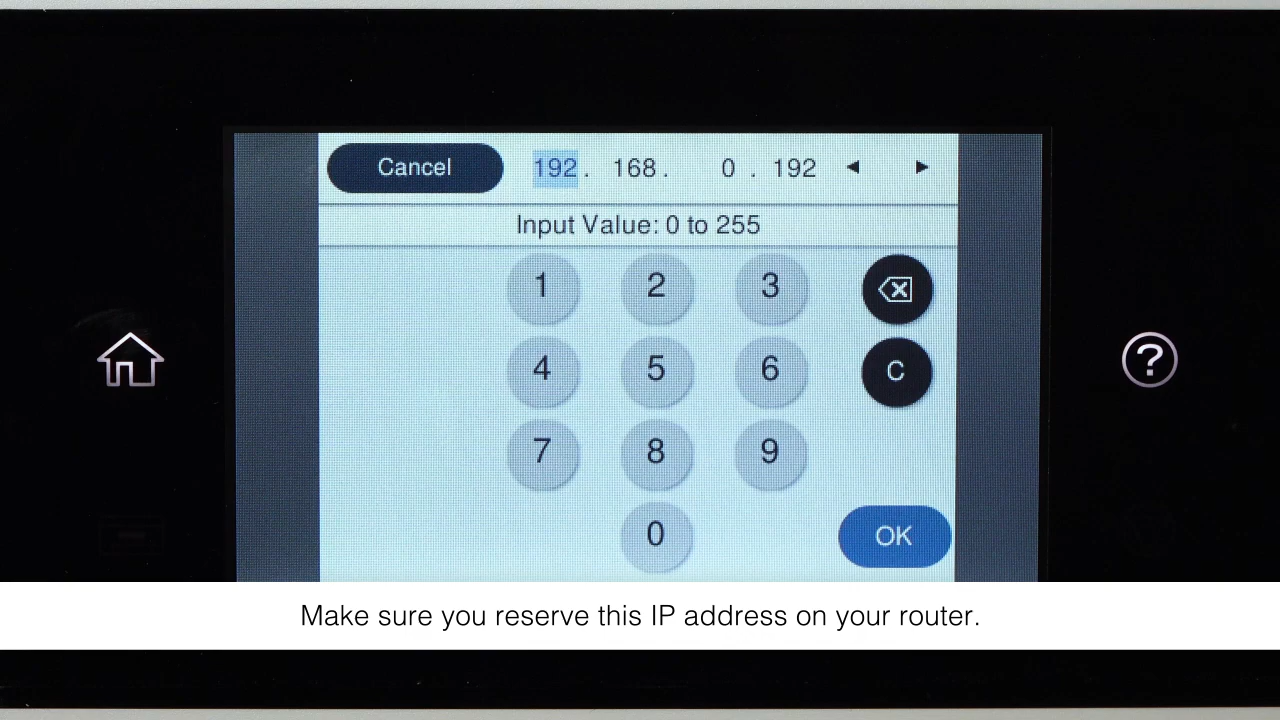 Cancel 192. 168. 0 . 192 ◄ ►
Input Value: 0 to 255
1 2 3
4 5 6 C
7 8 9
0 OK
?
Make sure you reserve this IP address on your router.